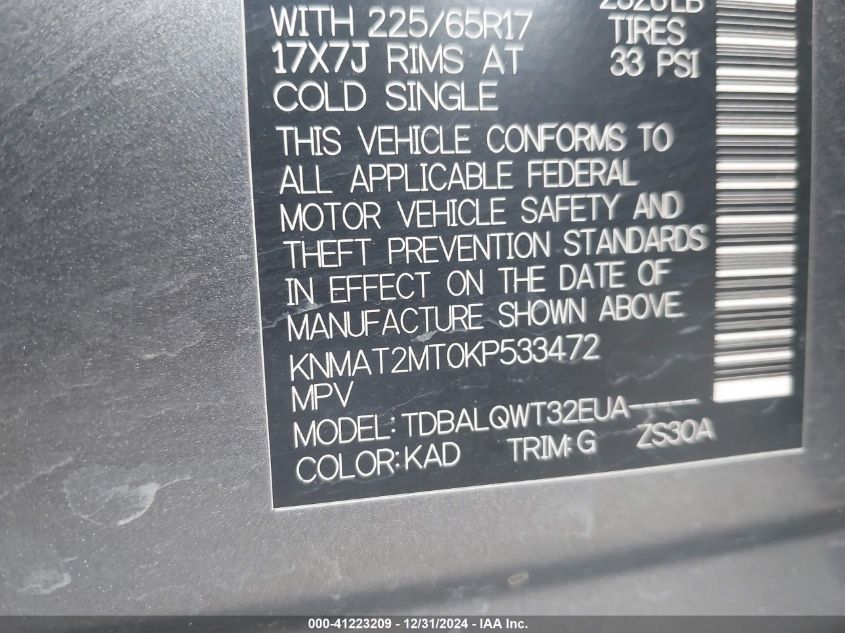 WITH 225/65R17 TIRES
17X7J RIMS AT 33 PSI
COLD SINGLE
THIS VEHICLE CONFORMS TO
ALL APPLICABLE FEDERAL
MOTOR VEHICLE SAFETY AND
THEFT PREVENTION STANDARDS
IN EFFECT ON THE DATE OF
MANUFACTURE SHOWN ABOVE.
KNMAT2MT0KP533472
MPV
MODEL: TDBALQWT32EUA-----
COLOR: KAD TRIM: G ZS30A
000-41223209 - 12/31/2024 - IAA Inc.